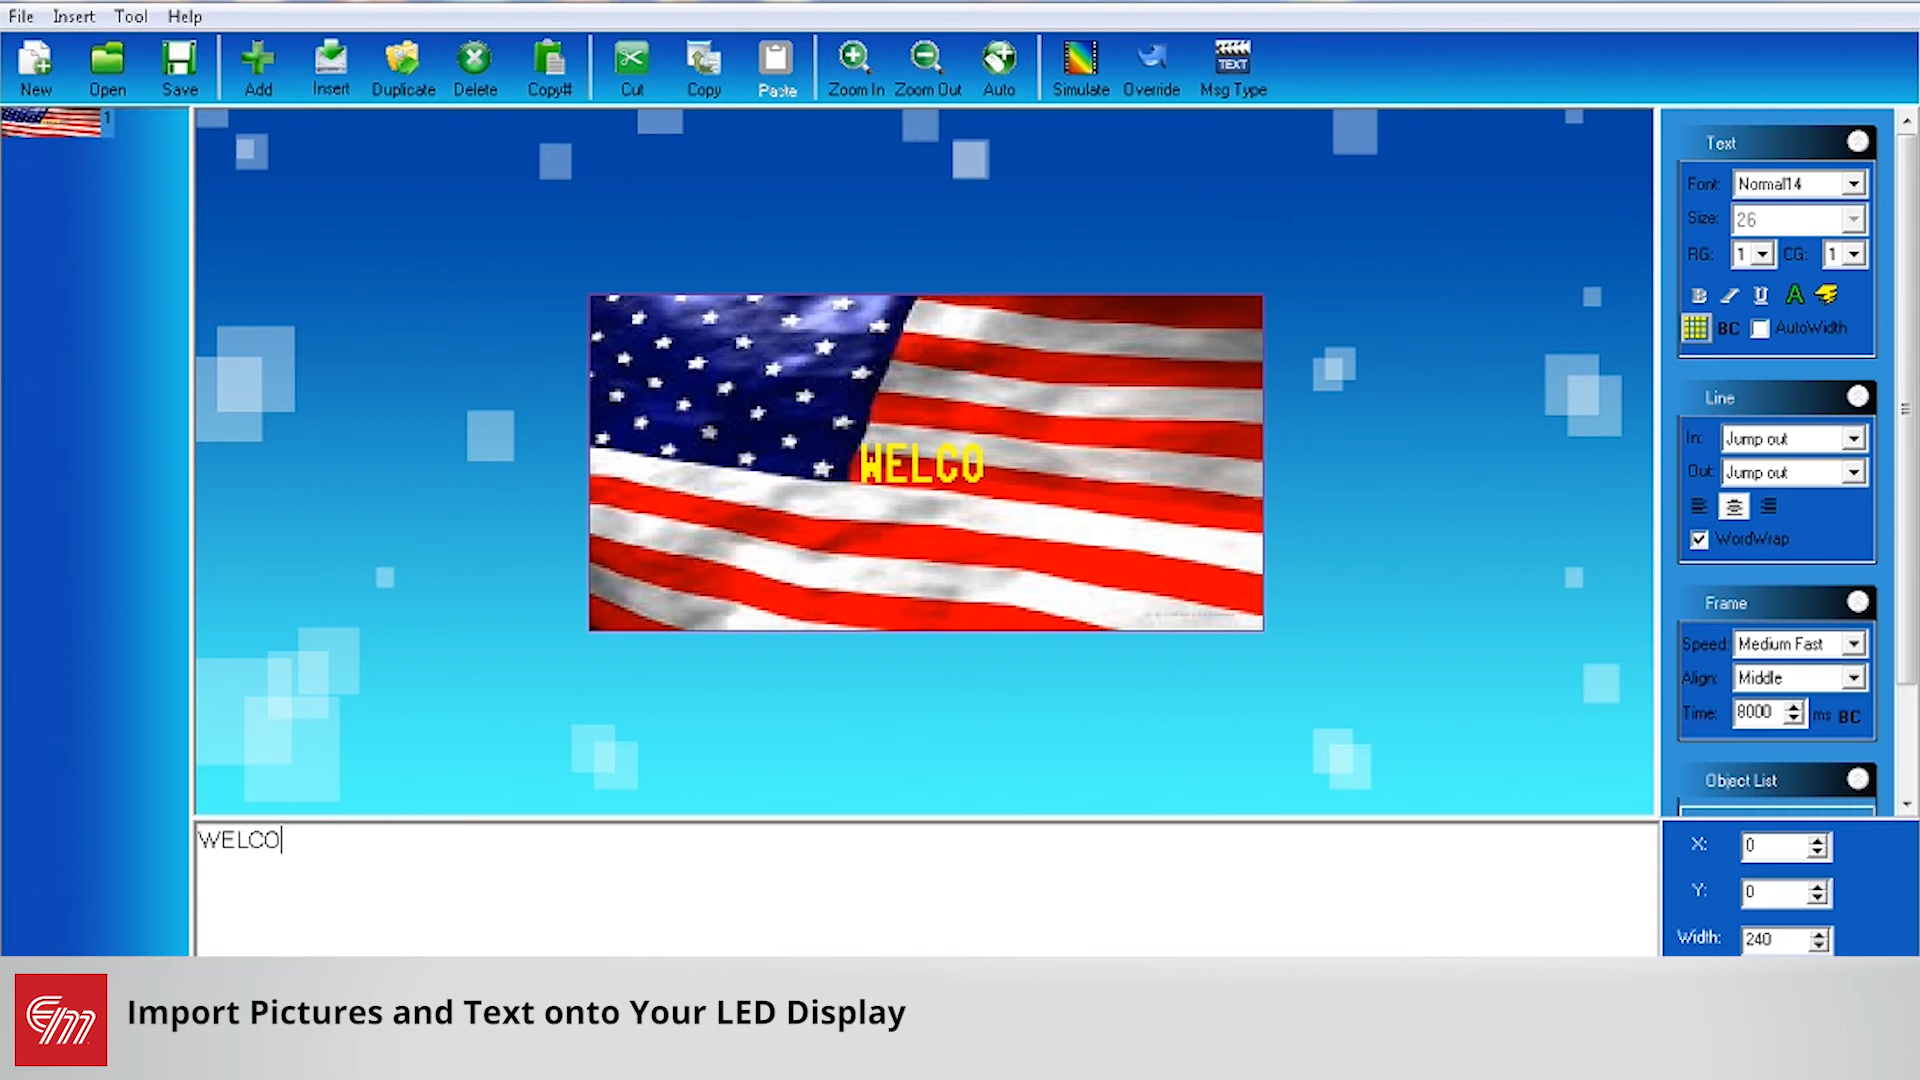 File Insert Tool Help
New Open Save Add Insert Duplicate Delete Copy# Cut Copy Paste Zoom In Zoom Out Auto Simulate Override Msg Type
TEXT
1
Text
Font: Normal14
Size: 26
RG: 1 CG: 1
B U A
BC AutoWidth
Line
In: Jump out
Out: Jump out
WordWrap
WELCO
Frame
Speed: Medium Fast
Align: Middle
Time: 8000 ms BC
Object List
WELCO
X: 0
Y: 0
Width: 240
EM
Import Pictures and Text onto Your LED Display